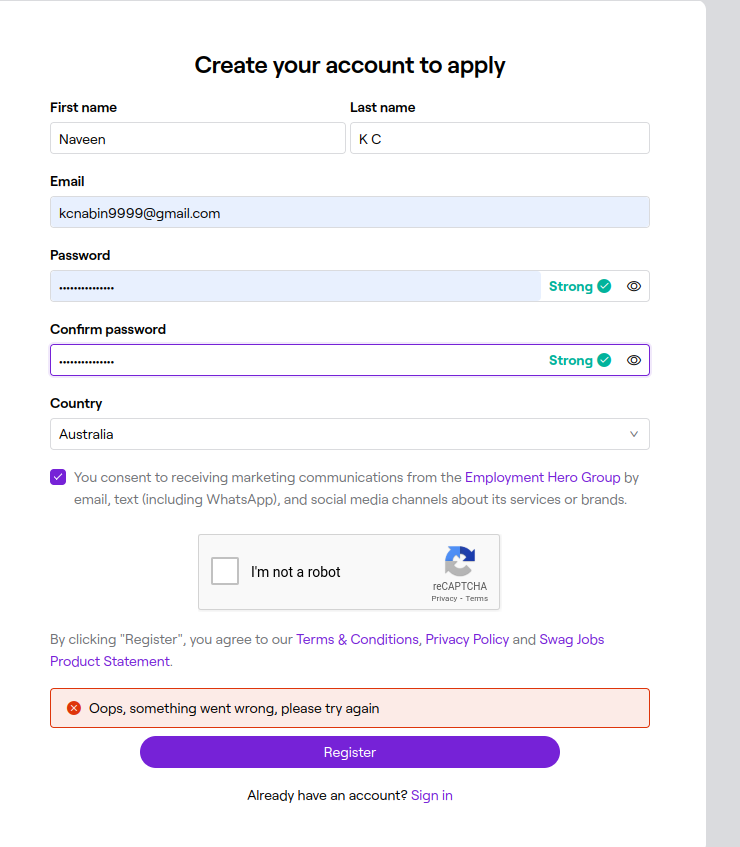 Create your account to apply
First name Last name
Naveen K C
Email
kcnabin9999@gmail.com
Password
••••••••••••••• Strong
Confirm password
••••••••••••••• Strong
Country
Australia
You consent to receiving marketing communications from the Employment Hero Group by
email, text (including WhatsApp), and social media channels about its services or brands.
I'm not a robot
reCAPTCHA
Privacy - Terms
By clicking "Register", you agree to our Terms & Conditions, Privacy Policy and Swag Jobs
Product Statement.
Oops, something went wrong, please try again
Register
Already have an account? Sign in